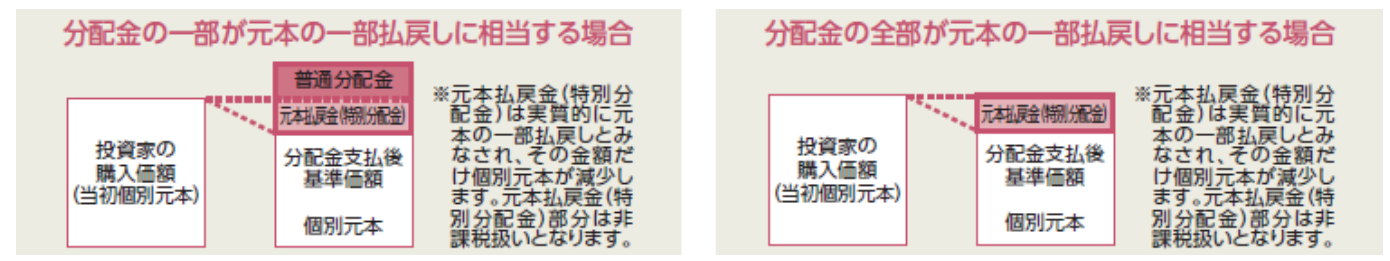 分配金の一部が元本の一部払戻しに相当する場合
普通分配金
元本払戻金(特別分配金)
投資家の
購入価額
(当初個別元本)
分配金支払後
基準価額
個別元本
※元本払戻金(特別分
配金)は実質的に元
本の一部払戻しとみ
なされ、その金額だ
け個別元本が減少し
ます。元本払戻金(特
別分配金)部分は非
課税扱いとなります。
分配金の全部が元本の一部払戻しに相当する場合
元本払戻金(特別分配金)
投資家の
購入価額
(当初個別元本)
分配金支払後
基準価額
個別元本
※元本払戻金(特別分
配金)は実質的に元
本の一部払戻しとみ
なされ、その金額だ
け個別元本が減少し
ます。元本払戻金(特
別分配金)部分は非
課税扱いとなります。